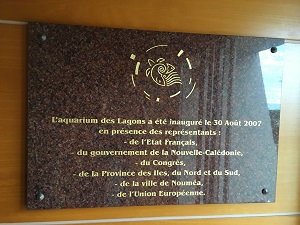 L'aquarium des Lagons a été inauguré le 30 Août 2007
en présence des représentants :
- de l'Etat Français,
- du gouvernement de la Nouvelle-Calédonie,
- du Congrès,
- de la Province des Iles, du Nord et du Sud,
- de la ville de Nouméa,
- de l'Union Européenne.